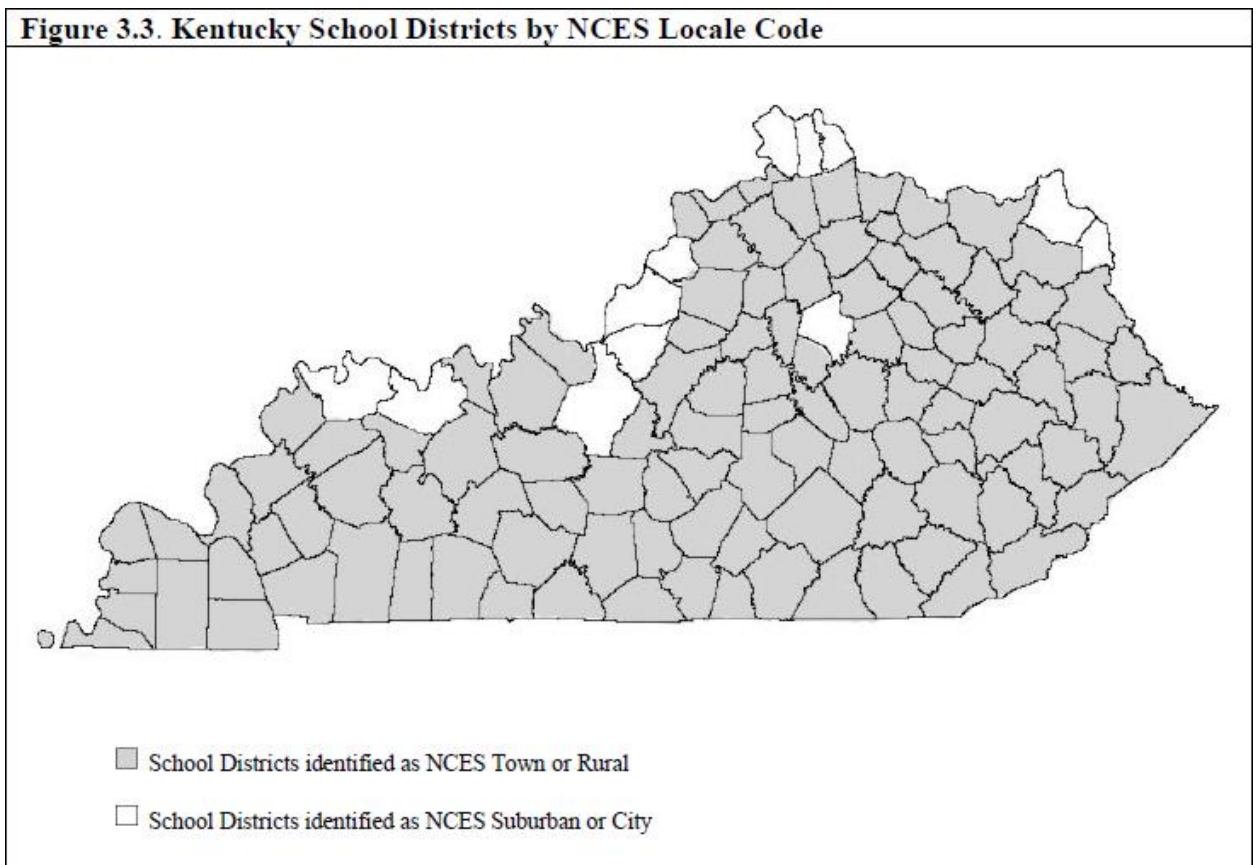 Figure 3.3. Kentucky School Districts by NCES Locale Code
School Districts identified as NCES Town or Rural
School Districts identified as NCES Suburban or City